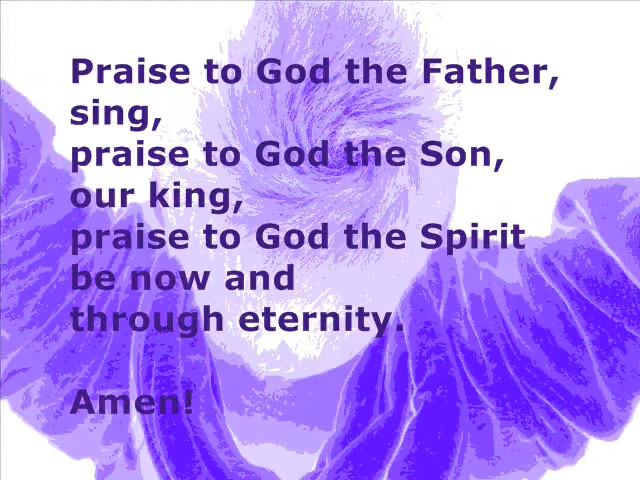 Praise to God the Father,
sing,
praise to God the Son,
our king,
praise to God the Spirit
be now and
through eternity.
Amen!